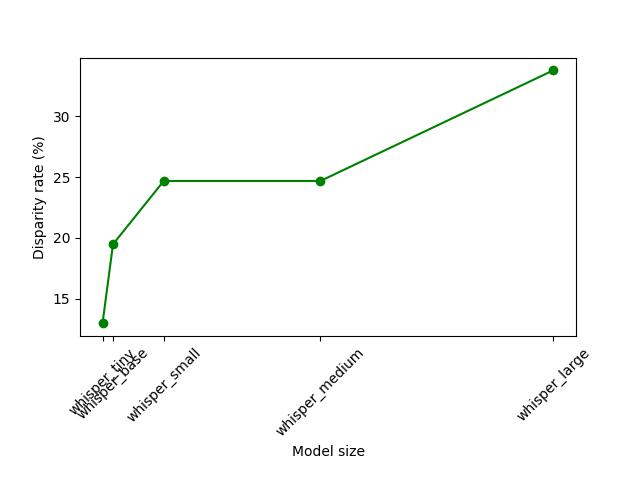 Disparity rate (%)
30
25
20
15
whisper_tiny
whisper_base
whisper_small
whisper_medium
whisper_large
Model size